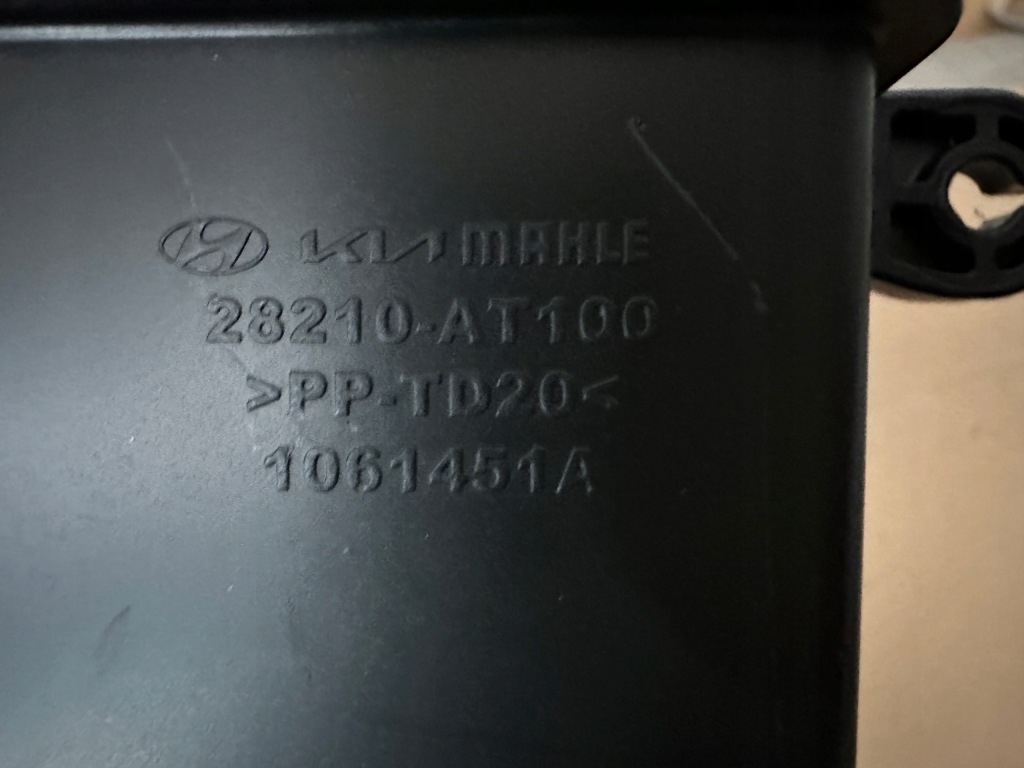 KIA MAHLE
28210-AT100
>PP-TD20<
1061451A